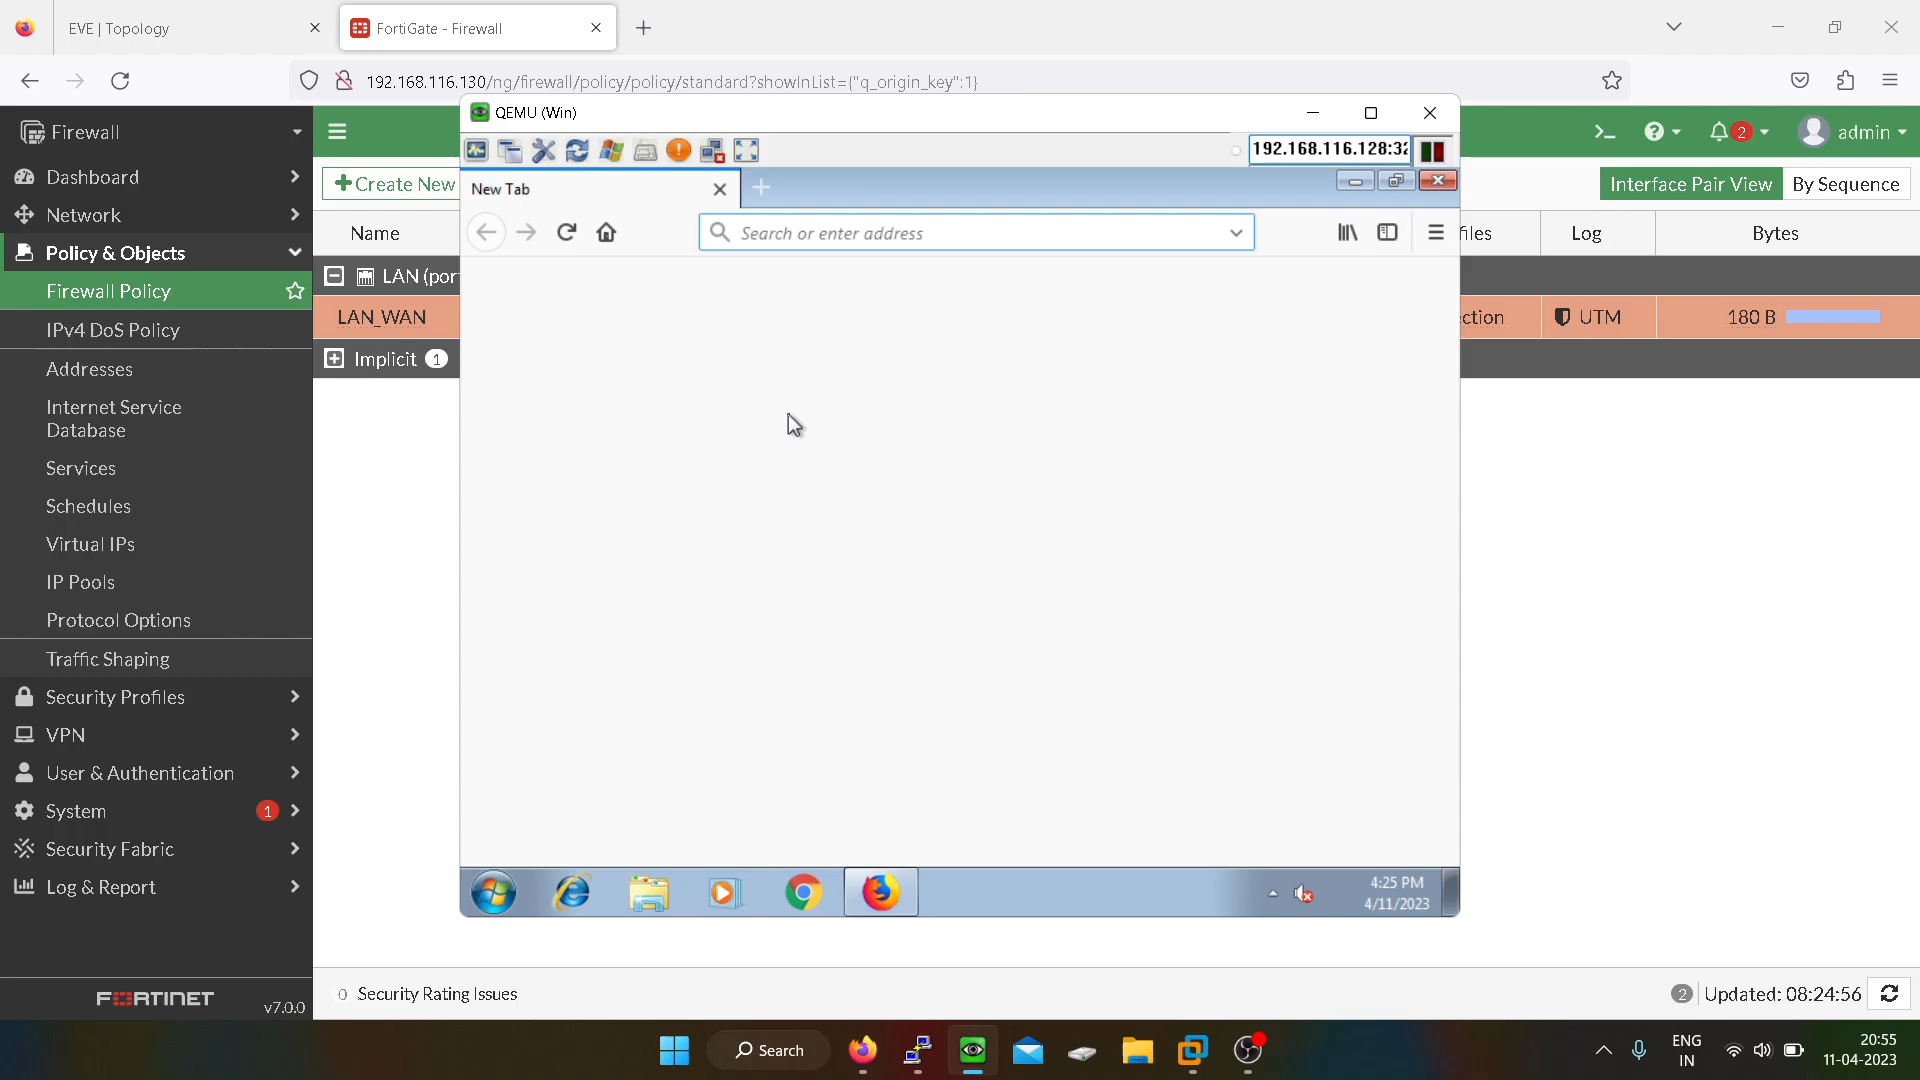 EVE | Topology
FortiGate - Firewall
192.168.116.130/ng/firewall/policy/policy/standard?showInList={"q_origin_key":1}
QEMU (Win)
Firewall
2
admin
192.168.116.128:32
Dashboard
Create New
New Tab
Interface Pair View
By Sequence
Network
Name
Search or enter address
files
Log
Bytes
Policy & Objects
LAN (por
Firewall Policy
LAN_WAN
ection
UTM
180 B
IPv4 DoS Policy
Implicit 1
Addresses
Internet Service
Database
Services
Schedules
Virtual IPs
IP Pools
Protocol Options
Traffic Shaping
Security Profiles
VPN
User & Authentication
System 1
Security Fabric
Log & Report
4:25 PM
4/11/2023
FORTINET
v7.0.0
0 Security Rating Issues
2 Updated: 08:24:56
Search
ENG
IN
20:55
11-04-2023